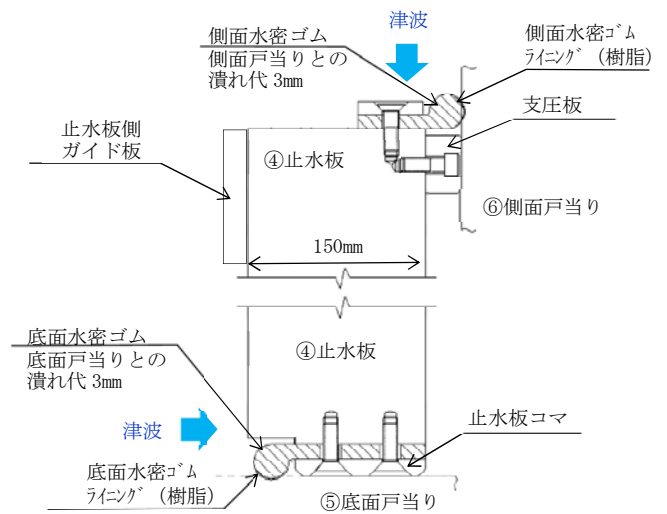 側面水密ゴム
側面戸当りとの
潰れ代 3mm
津波
側面水密ｺﾞﾑ
ﾗｲﾆﾝｸﾞ (樹脂)
支圧板
止水板側
ガイド板
④止水板
⑥側面戸当り
150mm
④止水板
底面水密ゴム
底面戸当りとの
潰れ代 3mm
津波
止水板コマ
底面水密ｺﾞﾑ
ﾗｲﾆﾝｸﾞ (樹脂)
⑤底面戸当り